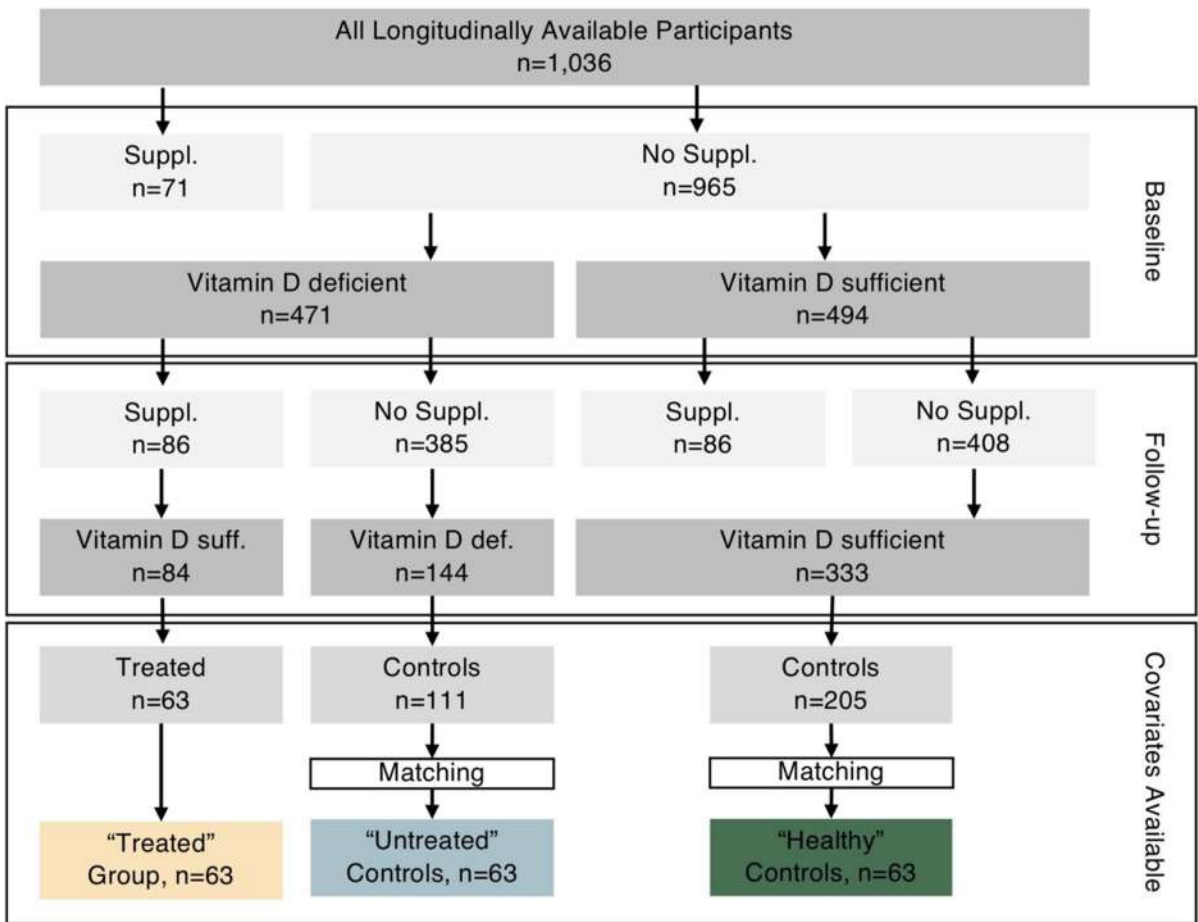 All Longitudinally Available Participants
n=1,036
Suppl.
n=71
No Suppl.
n=965
Baseline
Vitamin D deficient
n=471
Vitamin D sufficient
n=494
Suppl.
n=86
No Suppl.
n=385
Suppl.
n=86
No Suppl.
n=408
Follow-up
Vitamin D suff.
n=84
Vitamin D def.
n=144
Vitamin D sufficient
n=333
Treated
n=63
Controls
n=111
Controls
n=205
Covariates Available
Matching
Matching
“Treated”
Group, n=63
“Untreated”
Controls, n=63
“Healthy”
Controls, n=63